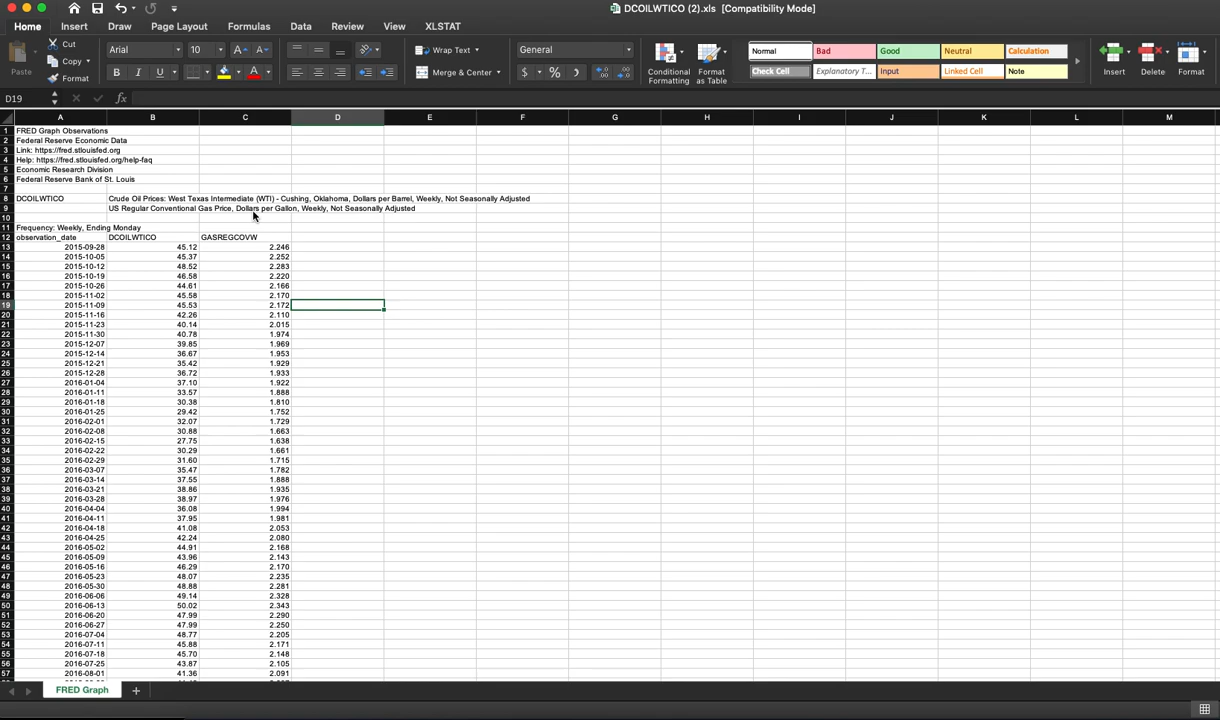 DCOILWTICO (2).xls [Compatibility Mode]
Home Insert Draw Page Layout Formulas Data Review View XLSTAT
Paste Cut Copy Format
Arial 10 A A
B I U A
Wrap Text
Merge & Center
General
$ % )
Conditional Formatting
Format as Table
Normal Bad Good Neutral Calculation
Check Cell Explanatory T... Input Linked Cell Note
Insert Delete Format
D19 fx
A B C D E F G H I J K L M
1 FRED Graph Observations
2 Federal Reserve Economic Data
3 Link: https://fred.stlouisfed.org
4 Help: https://fred.stlouisfed.org/help-faq
5 Economic Research Division
6 Federal Reserve Bank of St. Louis
7
8 DCOILWTICO Crude Oil Prices: West Texas Intermediate (WTI) - Cushing, Oklahoma, Dollars per Barrel, Weekly, Not Seasonally Adjusted
9 US Regular Conventional Gas Price, Dollars per Gallon, Weekly, Not Seasonally Adjusted
10
11 Frequency: Weekly, Ending Monday
12 observation_date DCOILWTICO GASREGCOVW
13 2015-09-28 45.12 2.246
14 2015-10-05 45.37 2.252
15 2015-10-12 48.52 2.283
16 2015-10-19 46.58 2.220
17 2015-10-26 44.61 2.166
18 2015-11-02 45.58 2.170
19 2015-11-09 45.53 2.172
20 2015-11-16 42.26 2.110
21 2015-11-23 40.14 2.015
22 2015-11-30 40.78 1.974
23 2015-12-07 39.85 1.969
24 2015-12-14 36.67 1.953
25 2015-12-21 35.42 1.929
26 2015-12-28 36.72 1.933
27 2016-01-04 37.10 1.922
28 2016-01-11 33.57 1.888
29 2016-01-18 30.38 1.810
30 2016-01-25 29.42 1.752
31 2016-02-01 32.07 1.729
32 2016-02-08 30.88 1.663
33 2016-02-15 27.75 1.638
34 2016-02-22 30.29 1.661
35 2016-02-29 31.60 1.715
36 2016-03-07 35.47 1.782
37 2016-03-14 37.55 1.888
38 2016-03-21 38.86 1.935
39 2016-03-28 38.97 1.976
40 2016-04-04 36.08 1.994
41 2016-04-11 37.95 1.981
42 2016-04-18 41.08 2.053
43 2016-04-25 42.24 2.080
44 2016-05-02 44.91 2.168
45 2016-05-09 43.96 2.143
46 2016-05-16 46.29 2.170
47 2016-05-23 48.07 2.235
48 2016-05-30 48.88 2.281
49 2016-06-06 49.14 2.328
50 2016-06-13 50.02 2.343
51 2016-06-20 47.99 2.290
52 2016-06-27 47.99 2.250
53 2016-07-04 48.77 2.205
54 2016-07-11 45.88 2.171
55 2016-07-18 45.70 2.148
56 2016-07-25 43.87 2.105
57 2016-08-01 41.36 2.091
FRED Graph +